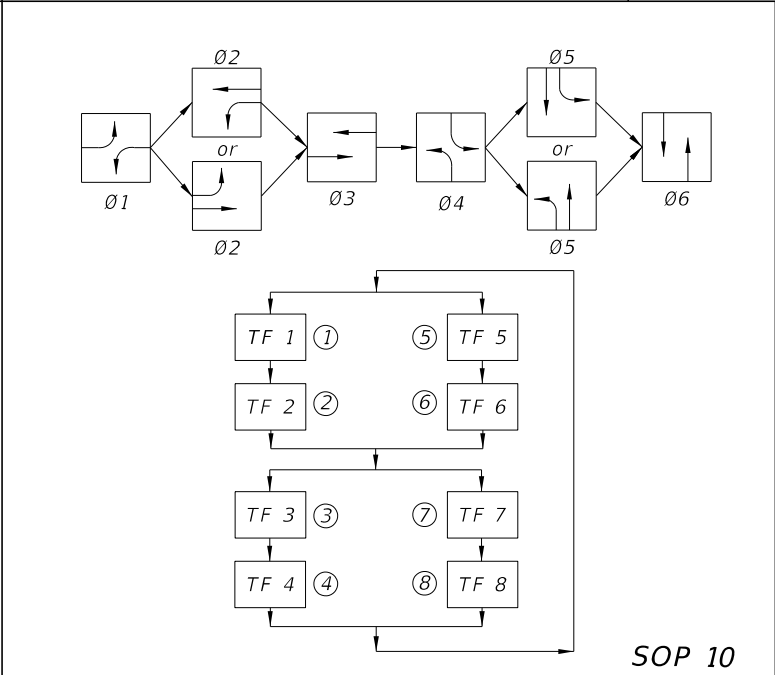 Ø2 Ø5
or or
Ø1 Ø3 Ø4 Ø6
Ø2 Ø5
TF 1 1 5 TF 5
TF 2 2 6 TF 6
TF 3 3 7 TF 7
TF 4 4 8 TF 8
SOP 10